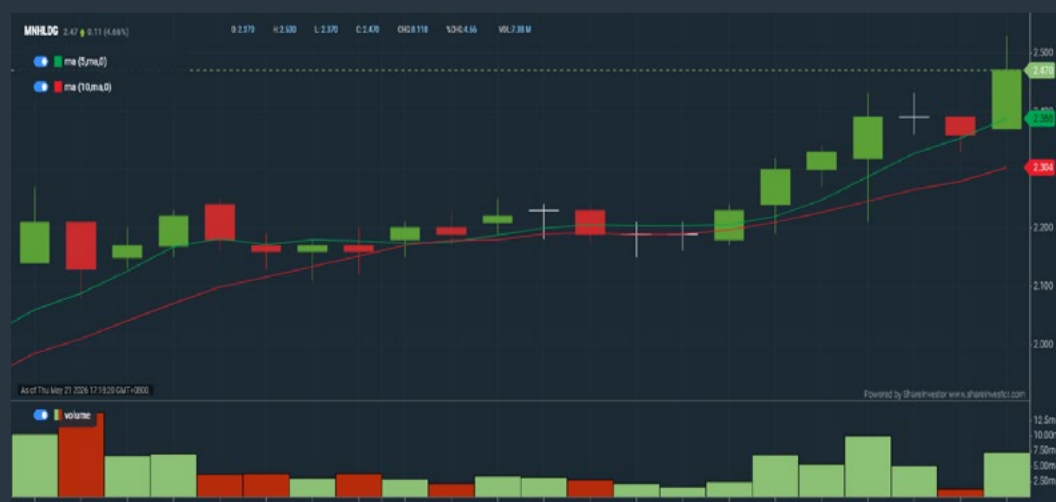 MNHLDG 2.47 0.11 (4.66%) O:2.370 H:2.530 L:2.370 C:2.470 CHG:0.110 %CHG:4.66 VOL:7.38 M
ma (5,ma,0)
ma (10,ma,0)
2.500
2.470
2.400
2.388
2.304
2.200
2.100
2.000
As of Thu May 21 2026 17:18:20 GMT+0800
Powered by ShareInvestor www.shareinvestor.com
volume
12.5m
10.00m
7.50m
5.00m
2.50m